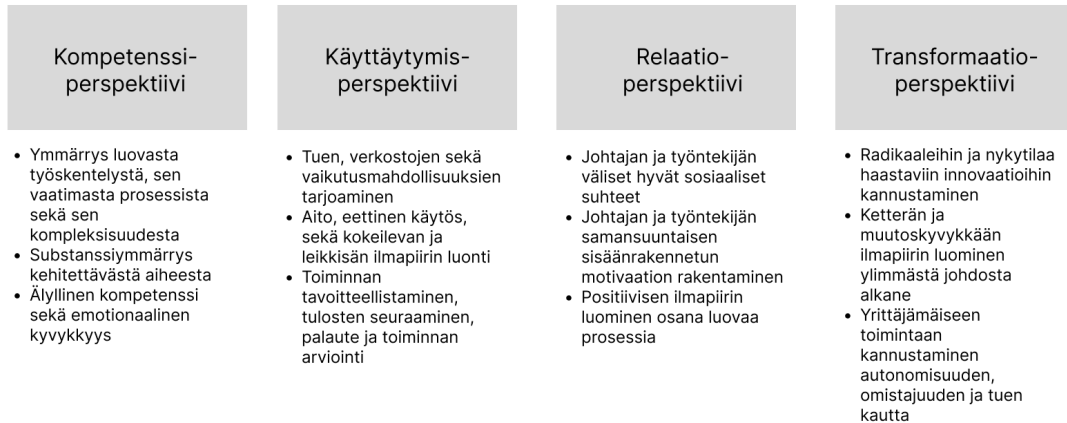 Kompetenssi-
perspektiivi
• Ymmärrys luovasta
työskentelystä, sen
vaatimasta prosessista
sekä sen
kompleksisuudesta
• Substanssiymmärrys
kehitettävästä aiheesta
• Älyllinen kompetenssi
sekä emotionaalinen
kyvykkyys
Käyttäytymis-
perspektiivi
• Tuen, verkostojen sekä
vaikutusmahdollisuuksien
tarjoaminen
• Aito, eettinen käytös,
sekä kokeilevan ja
leikkisän ilmapiirin luonti
• Toiminnan
tavoitteellistaminen,
tulosten seuraaminen,
palaute ja toiminnan
arviointi
Relaatio-
perspektiivi
• Johtajan ja työntekijän
väliset hyvät sosiaaliset
suhteet
• Johtajan ja työntekijän
samansuuntaisen
sisäänrakennetun
motivaation rakentaminen
• Positiivisen ilmapiirin
luominen osana luovaa
prosessia
Transformaatio-
perspektiivi
• Radikaaleihin ja nykytilaa
haastaviin innovaatioihin
kannustaminen
• Ketterän ja
muutoskyvykkään
ilmapiirin luominen
ylimmästä johdosta
alkane
• Yrittäjämäiseen
toimintaan
kannustaminen
autonomisuuden,
omistajuuden ja tuen
kautta